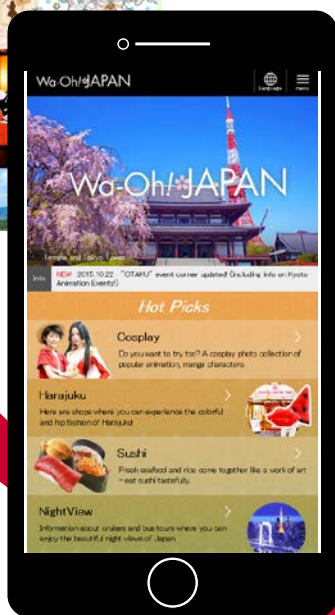 Wa-Oh! JAPAN
Language
menu
Wa-Oh! JAPAN
Temple and Tokyo Tower
Info
NEW 2015.10.22 "OTAKU" event corner updated! (including info on Kyoto
Animation Events!)
Hot Picks
Cosplay
Do you want to try too? A cosplay photo collection of
popular animation, manga characters.
Harajuku
Here are shops where you can experience the colorful
and hip fashion of Harajuku
Sushi
Fresh seafood and rice come together like a work of art
– eat sushi tastefully.
NightView
Information about cruises and bus tours where you can
enjoy the beautiful night views of Japan